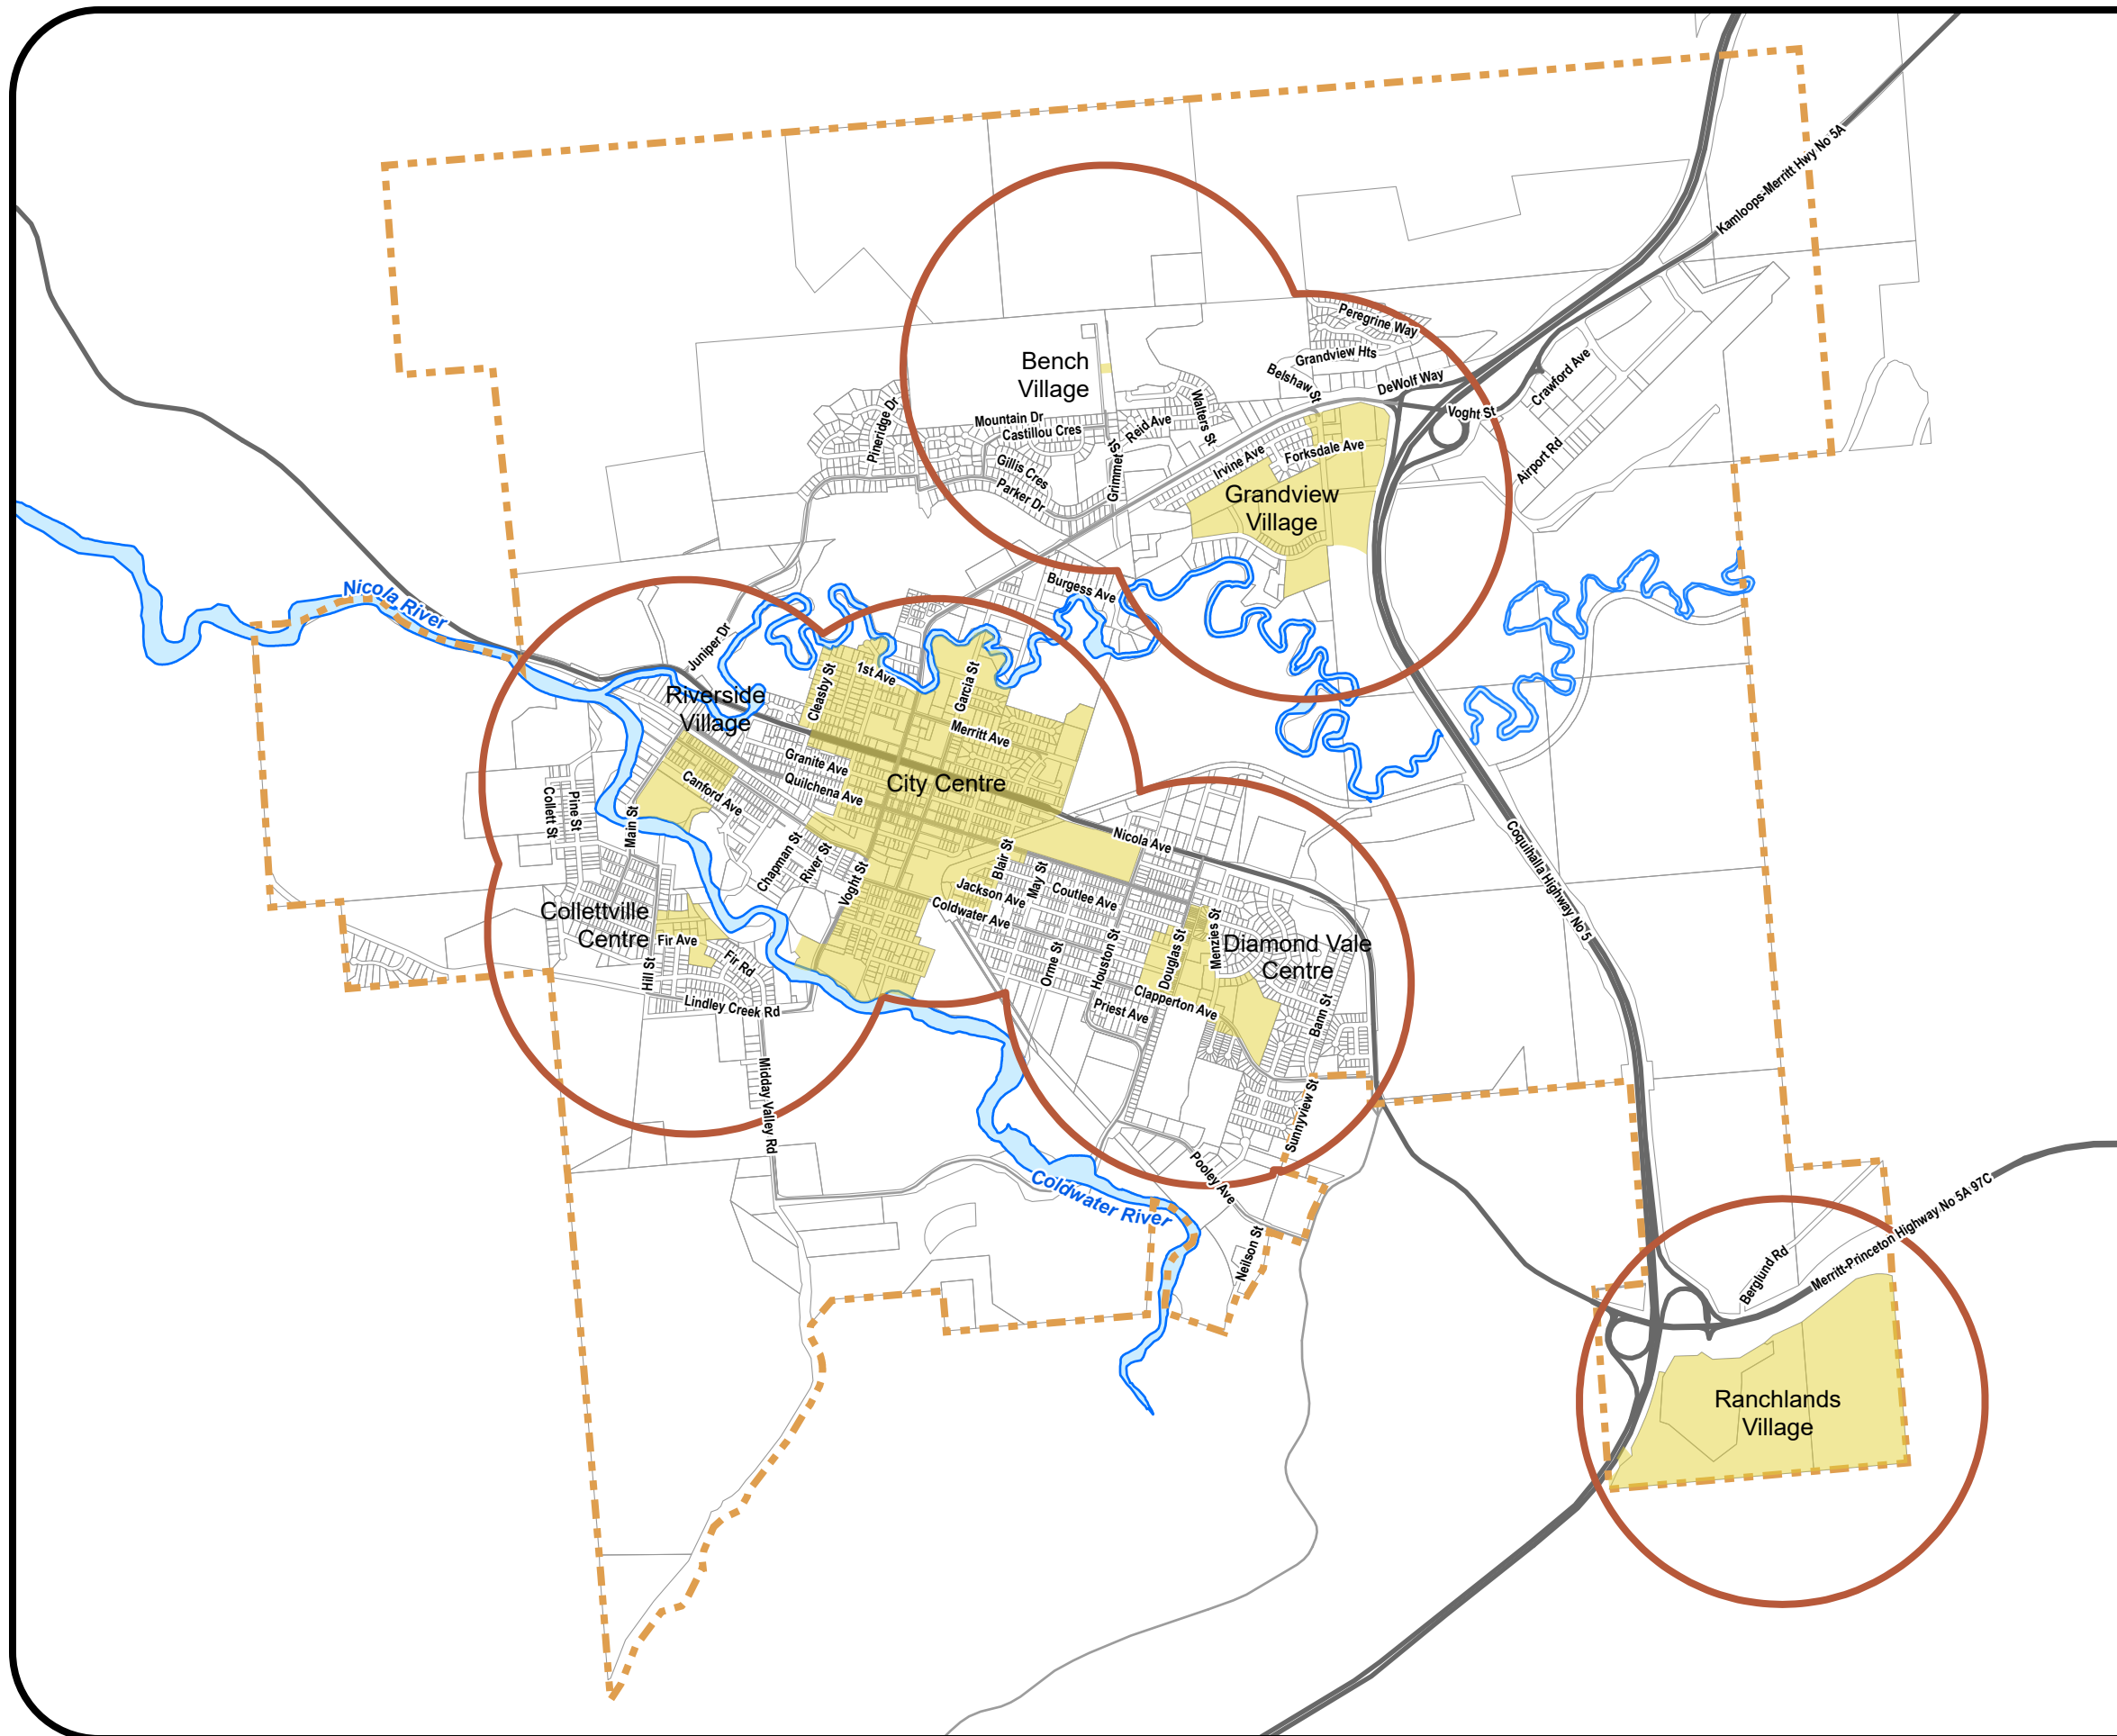 Kamloops-Merritt Hwy No 5A
Peregrine Way
Grandview Hts
Belshaw St
DeWolf Way
Crawford Ave
Voght St
Airport Rd
Bench
Village
Pineridge Dr
Mountain Dr
Castillou Cres
Walters St
Reid Ave
Gillis Cres
Parker Dr
Grimmet St
Irvine Ave
Forksdale Ave
Grandview
Village
Nicola River
Burgess Ave
Juniper Dr
Cleasby St
1st Ave
Garcia St
Riverside
Village
Merritt Ave
Granite Ave
Quilchena Ave
City Centre
Canford Ave
Collett St
Pine St
Main St
Chapman St
River St
Voght St
Blair St
May St
Nicola Ave
Jackson Ave
Coutlee Ave
Coldwater Ave
Coquihalla Highway No 5
Collettville
Centre
Fir Ave
Fir Rd
Hill St
Lindley Creek Rd
Orme St
Houston St
Douglas St
Menzies St
Diamond Vale
Centre
Clapperton Ave
Priest Ave
Bann St
Midday Valley Rd
Sunnyview St
Pooley Ave
Coldwater River
Neilson St
Berglund Rd
Merritt-Princeton Highway No 5A 97C
Ranchlands
Village